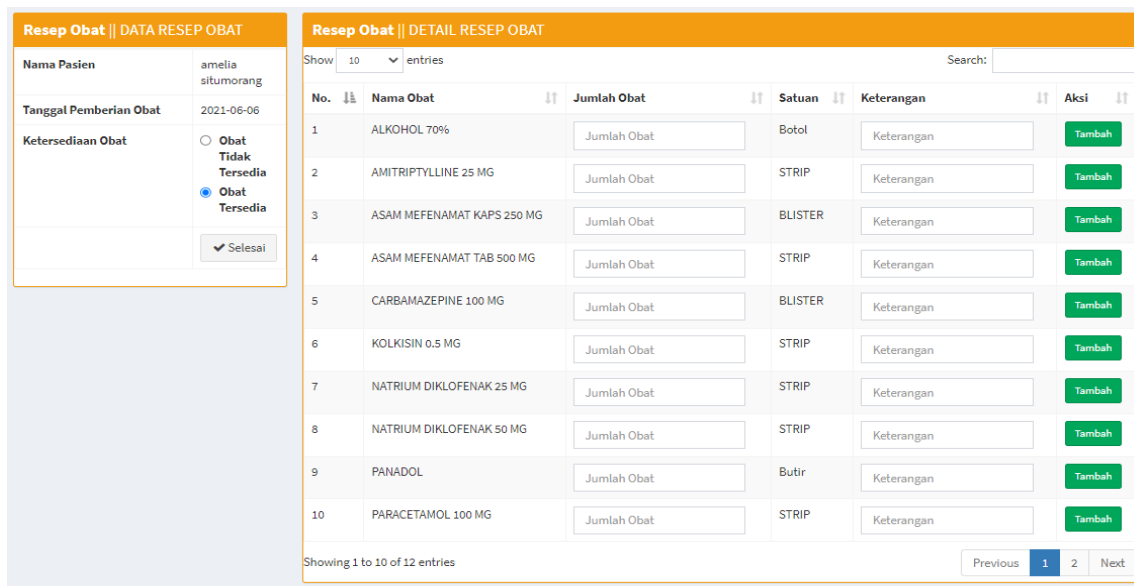 Resep Obat || DATA RESEP OBAT
Nama Pasien amelia
situmorang
Tanggal Pemberian Obat 2021-06-06
Ketersediaan Obat Obat
Tidak
Tersedia
Obat
Tersedia
Selesai
Resep Obat || DETAIL RESEP OBAT
Show 10 entries Search:
No. Nama Obat Jumlah Obat Satuan Keterangan Aksi
1 ALKOHOL 70% Jumlah Obat Botol Keterangan Tambah
2 AMITRIPTYLLINE 25 MG Jumlah Obat STRIP Keterangan Tambah
3 ASAM MEFENAMAT KAPS 250 MG Jumlah Obat BLISTER Keterangan Tambah
4 ASAM MEFENAMAT TAB 500 MG Jumlah Obat STRIP Keterangan Tambah
5 CARBAMAZEPINE 100 MG Jumlah Obat BLISTER Keterangan Tambah
6 KOLKISIN 0.5 MG Jumlah Obat STRIP Keterangan Tambah
7 NATRIUM DIKLOFENAK 25 MG Jumlah Obat STRIP Keterangan Tambah
8 NATRIUM DIKLOFENAK 50 MG Jumlah Obat STRIP Keterangan Tambah
9 PANADOL Jumlah Obat Butir Keterangan Tambah
10 PARACETAMOL 100 MG Jumlah Obat STRIP Keterangan Tambah
Showing 1 to 10 of 12 entries Previous 1 2 Next